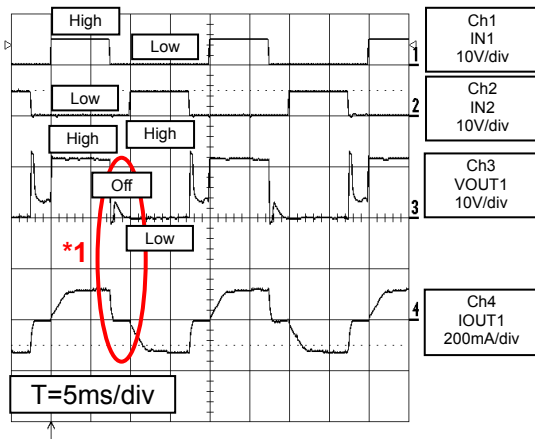 High
Low
1
Ch1
IN1
10V/div
Low
High
2
Ch2
IN2
10V/div
High
Off
Low
3
Ch3
VOUT1
10V/div
*1
4
Ch4
IOUT1
200mA/div
T=5ms/div